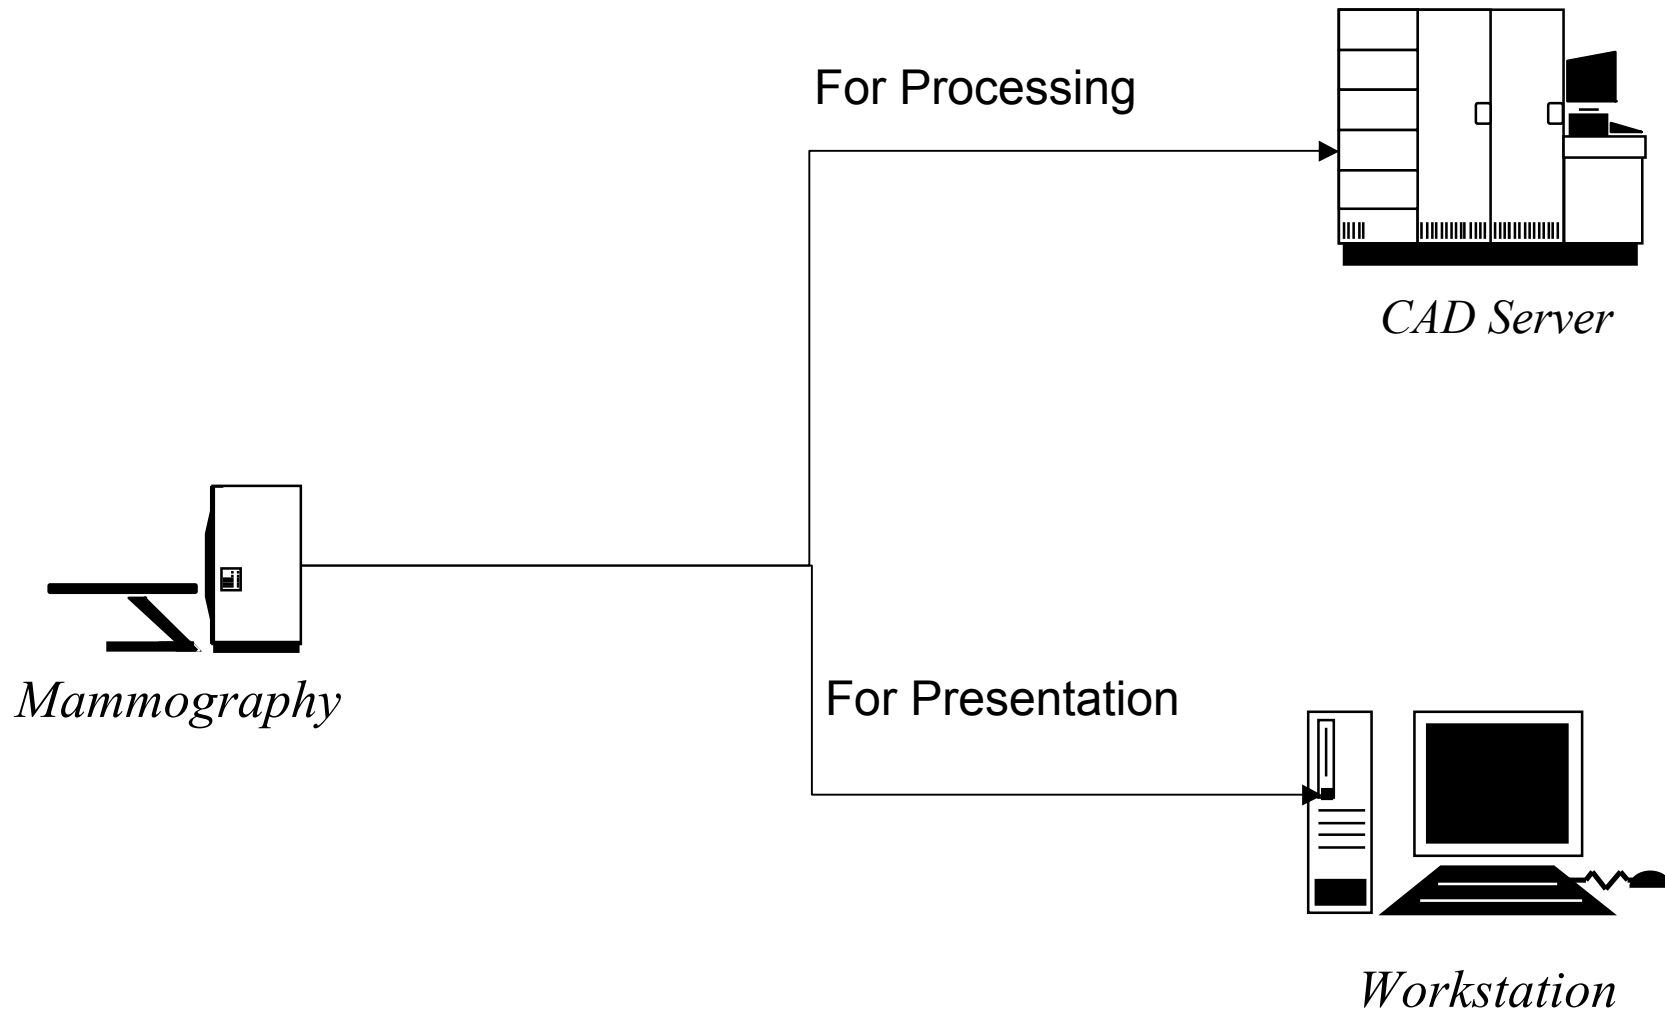 For Processing
CAD Server
Mammography
For Presentation
Workstation